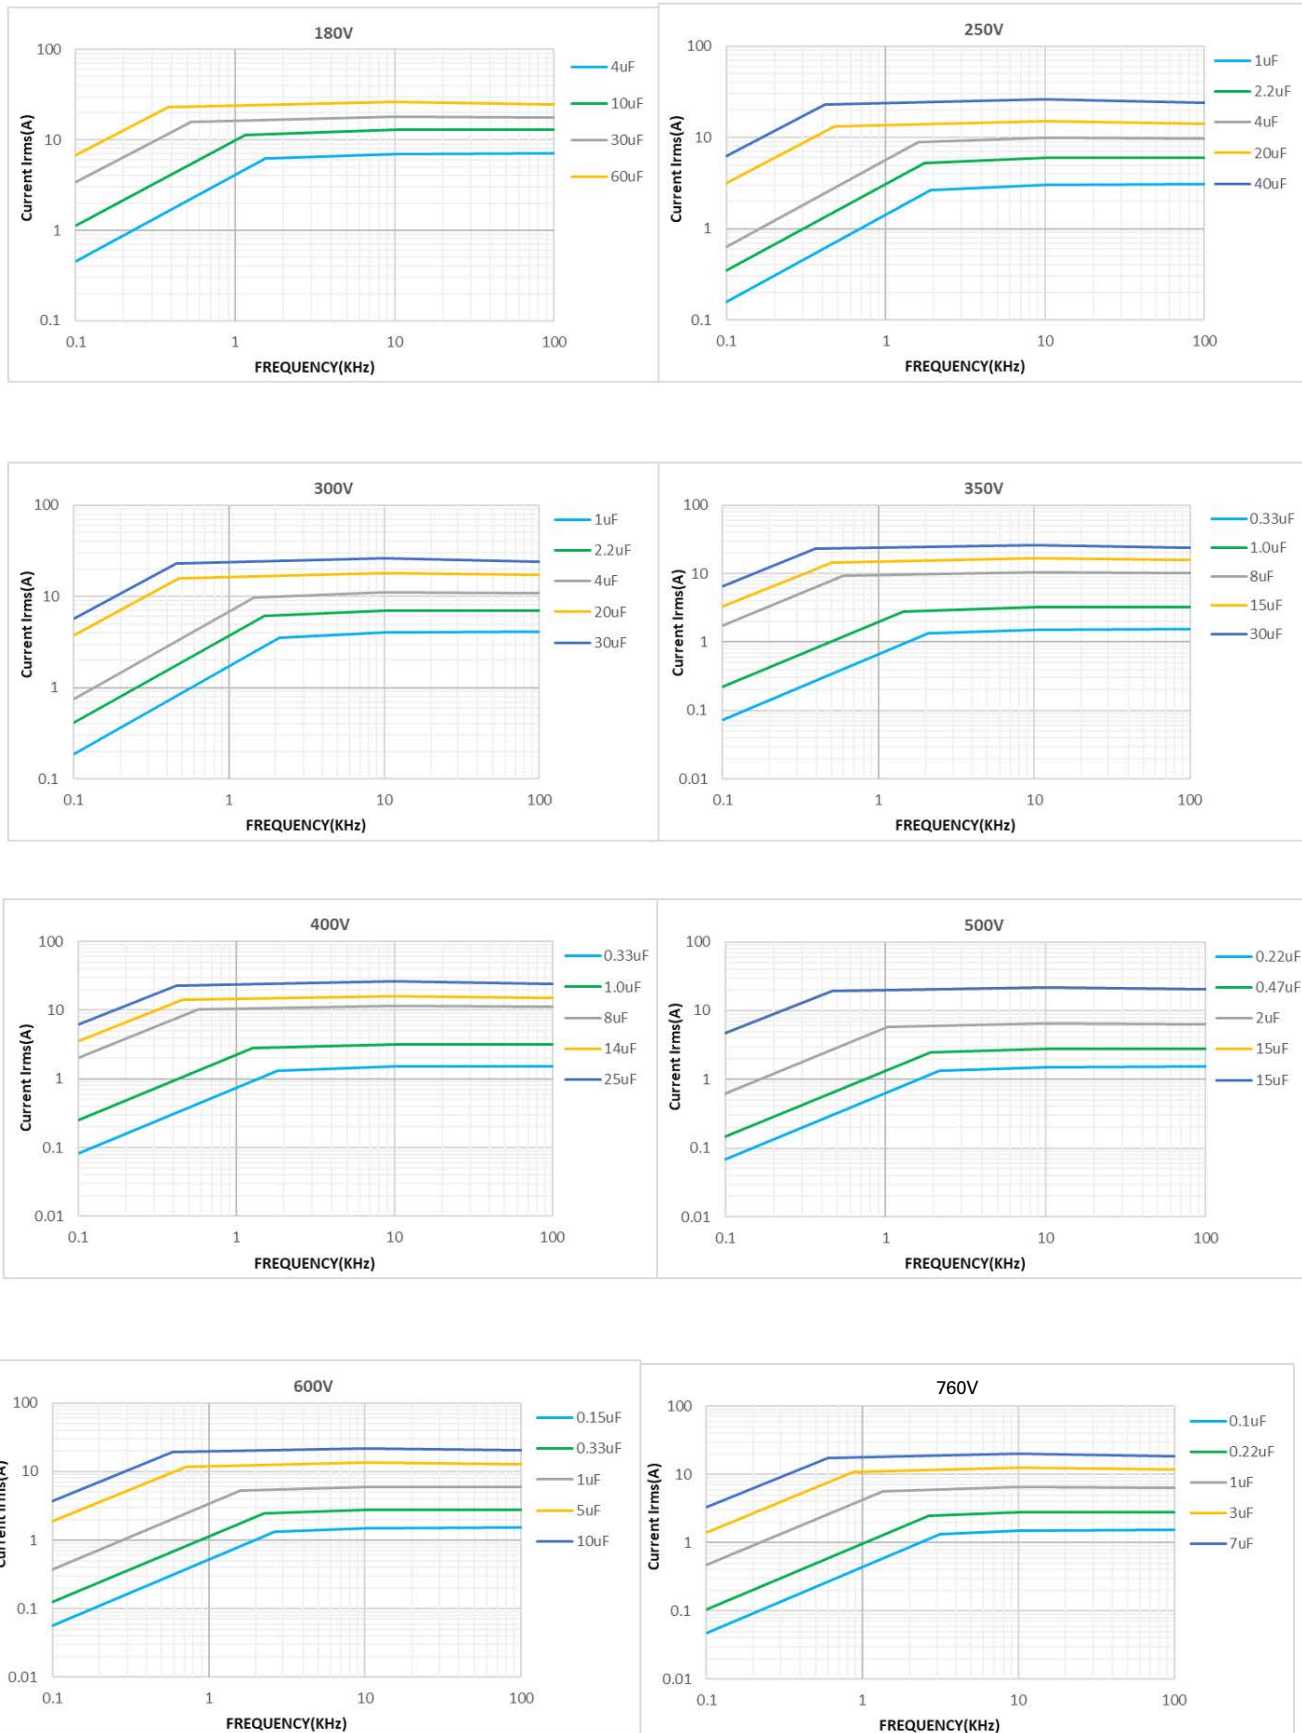 180V
100
10
1
0.1
0.1 1 10 100
Current Irms(A)
FREQUENCY(KHz)
4uF
10uF
30uF
60uF
250V
100
10
1
0.1
0.1 1 10 100
Current Irms(A)
FREQUENCY(KHz)
1uF
2.2uF
4uF
20uF
40uF
300V
100
10
1
0.1
0.1 1 10 100
Current Irms(A)
FREQUENCY(KHz)
1uF
2.2uF
4uF
20uF
30uF
350V
100
10
1
0.1
0.01
0.1 1 10 100
Current Irms(A)
FREQUENCY(KHz)
0.33uF
1.0uF
8uF
15uF
30uF
400V
100
10
1
0.1
0.01
0.1 1 10 100
Current Irms(A)
FREQUENCY(KHz)
0.33uF
1.0uF
8uF
14uF
25uF
500V
100
10
1
0.1
0.01
0.1 1 10 100
Current Irms(A)
FREQUENCY(KHz)
0.22uF
0.47uF
2uF
15uF
15uF
600V
100
10
1
0.1
0.01
0.1 1 10 100
Current Irms(A)
FREQUENCY(KHz)
0.15uF
0.33uF
1uF
5uF
10uF
760V
100
10
1
0.1
0.01
0.1 1 10 100
Current Irms(A)
FREQUENCY(KHz)
0.1uF
0.22uF
1uF
3uF
7uF